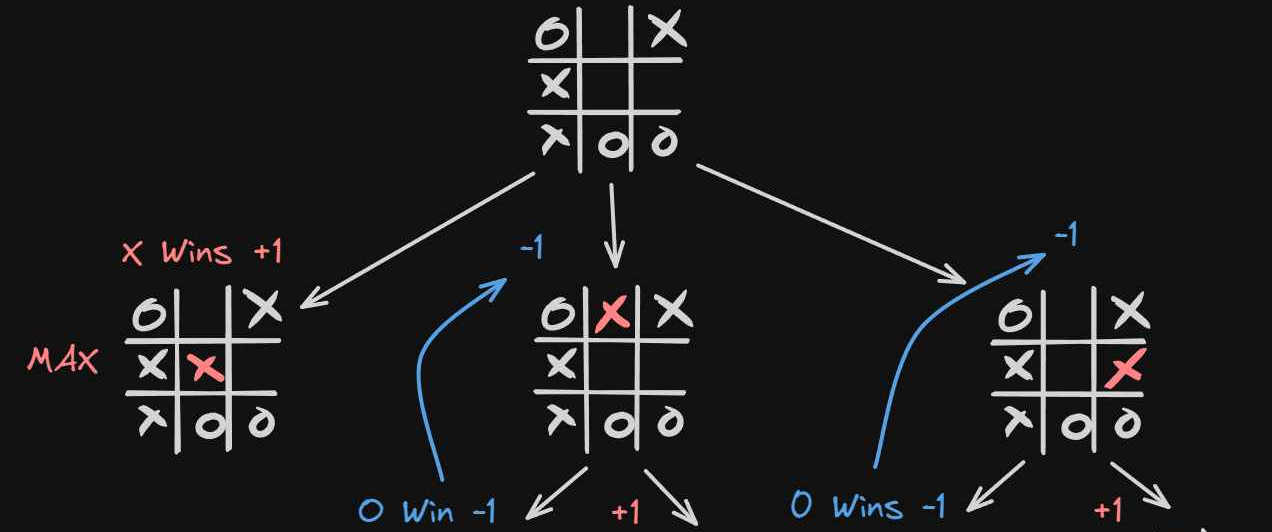 O X
X
X O O
-1
-1
X Wins +1
O X
X X
X O O
O X X
X
X O O
O X
X X
X O O
MAX
O Win -1
+1
O Wins -1
+1